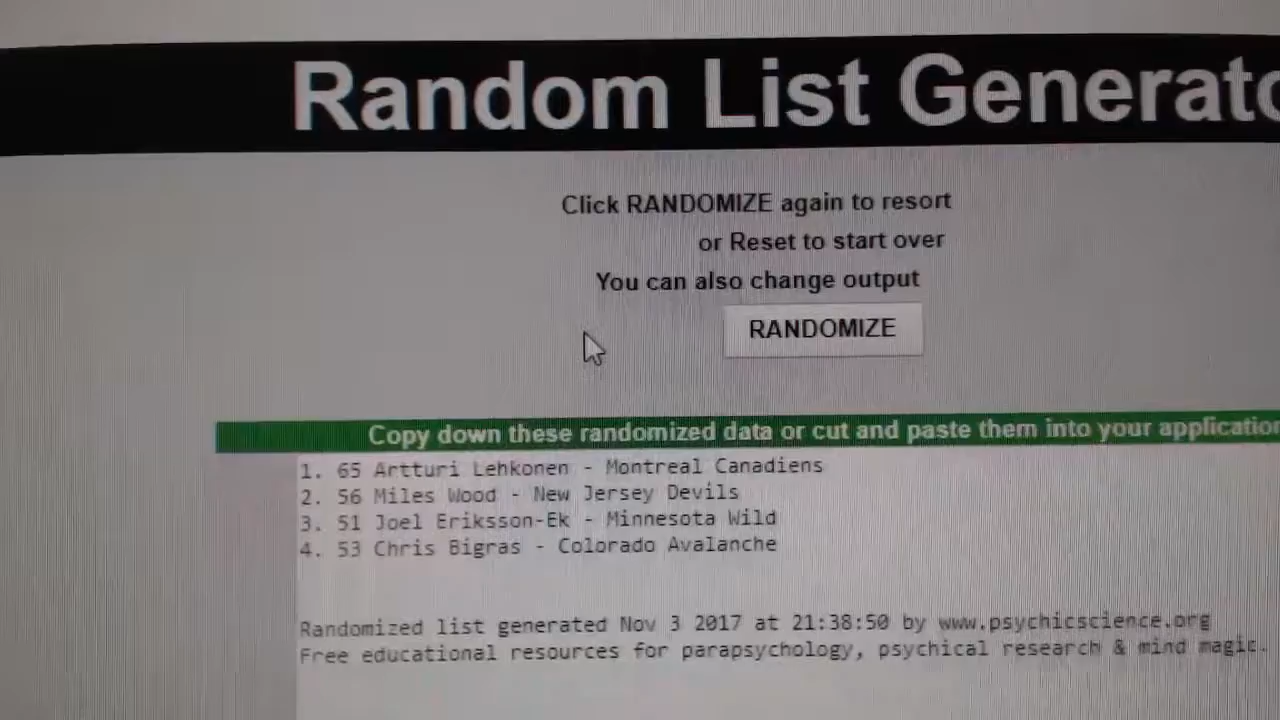 Random List Generato
Click RANDOMIZE again to resort
or Reset to start over
You can also change output
RANDOMIZE
Copy down these randomized data or cut and paste them into your application
1. 65 Artturi Lehkonen - Montreal Canadiens
2. 56 Miles Wood - New Jersey Devils
3. 51 Joel Eriksson-Ek - Minnesota Wild
4. 53 Chris Bigras - Colorado Avalanche
Randomized list generated Nov 3 2017 at 21:38:50 by www.psychicscience.org
Free educational resources for parapsychology, psychical research & mind magic.